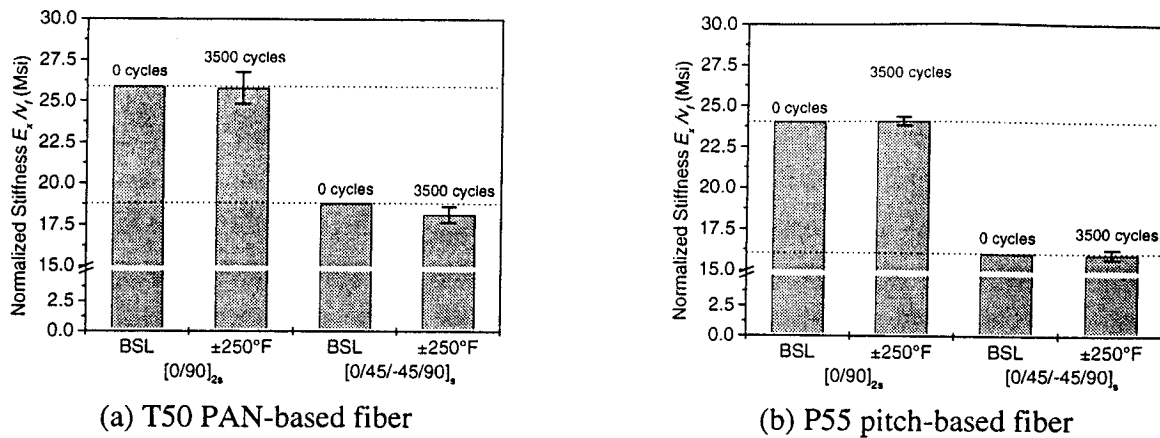 Normalized Stiffness E_x/v_f (Msi)
30.0
27.5
25.0
22.5
20.0
17.5
15.0
2.5
0.0
0 cycles
3500 cycles
0 cycles
3500 cycles
BSL
±250°F
BSL
±250°F
[0/90]₂ₛ
[0/45/-45/90]ₛ
(a) T50 PAN-based fiber
Normalized Stiffness E_x/v_f (Msi)
30.0
27.5
25.0
22.5
20.0
17.5
15.0
2.5
0.0
0 cycles
3500 cycles
0 cycles
3500 cycles
BSL
±250°F
BSL
±250°F
[0/90]₂ₛ
[0/45/-45/90]ₛ
(b) P55 pitch-based fiber